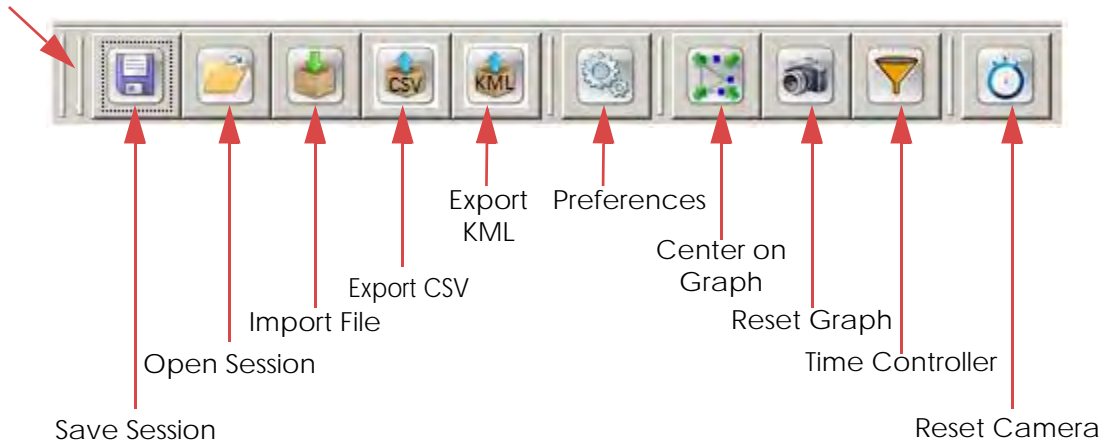 CSV
KML
Export
KML
Preferences
Center on
Graph
Export CSV
Import File
Reset Graph
Open Session
Time Controller
Save Session
Reset Camera